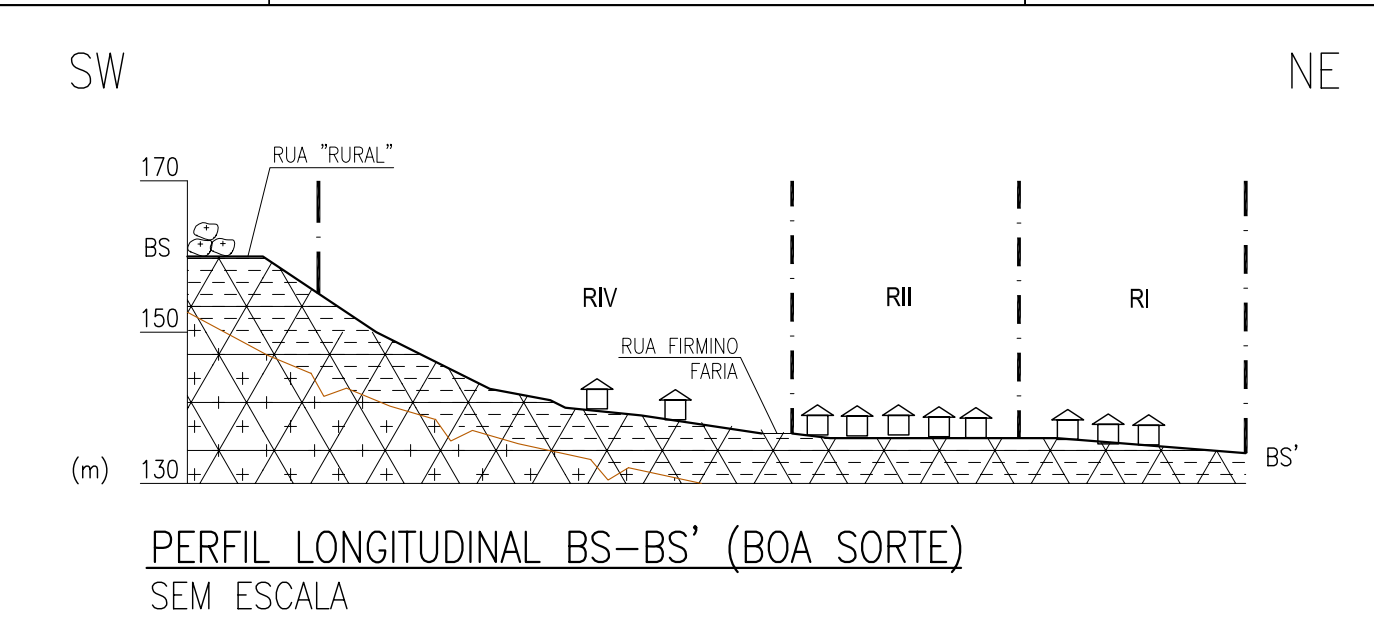 SW
NE
170
RUA "RURAL"
BS
150
RIV
RII
RI
RUA FIRMINO
FARIA
(m)
130
BS'
PERFIL LONGITUDINAL BS-BS' (BOA SORTE)
SEM ESCALA